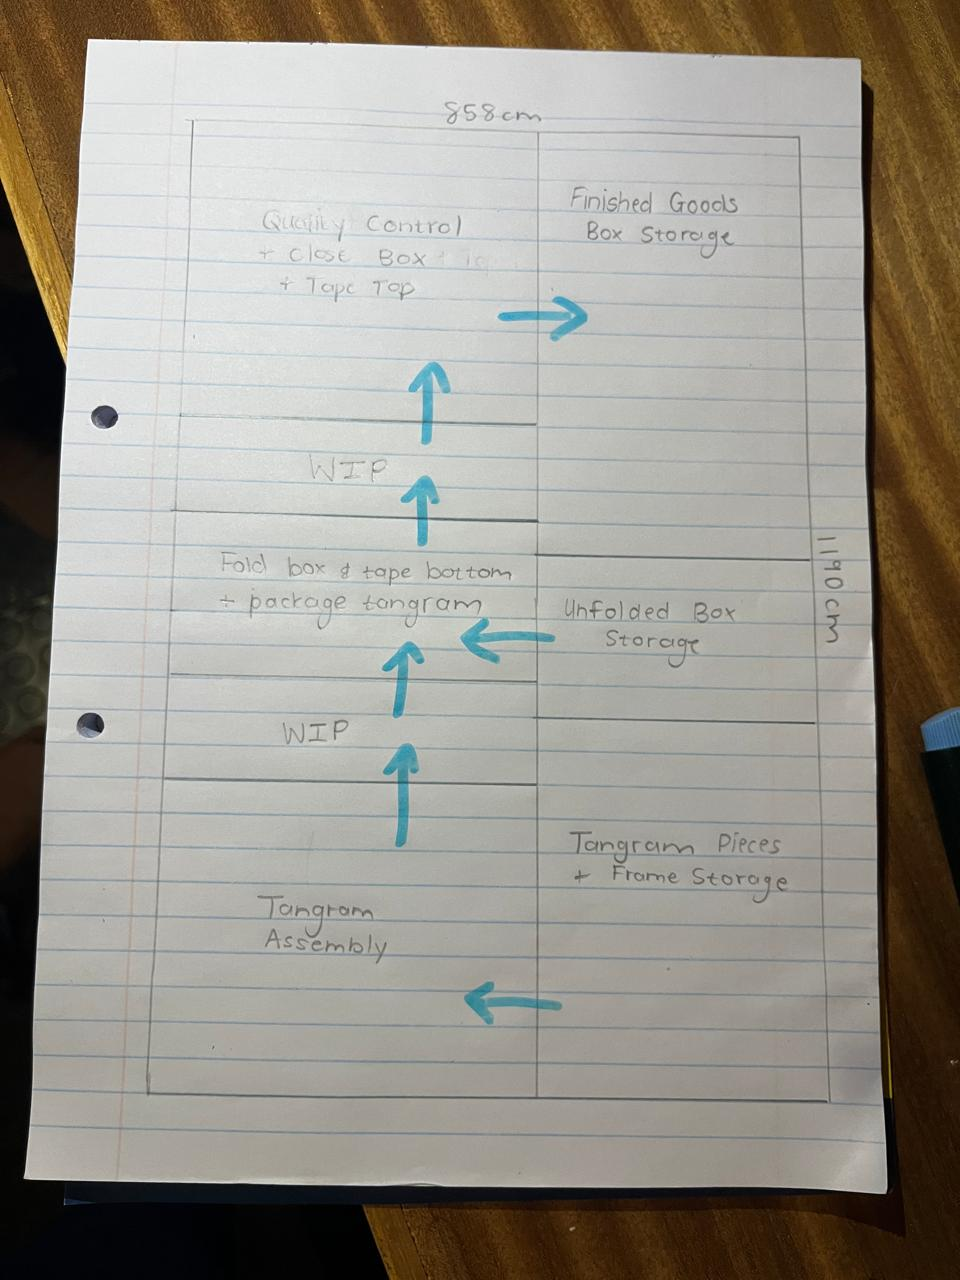 858cm
Quality Control
+ Close Box
+ Tape Top
Finished Goods
Box Storage
WIP
Fold box & tape bottom
+ package tangram
Unfolded Box
Storage
1190cm
WIP
Tangram Pieces
+ Frame Storage
Tangram
Assembly